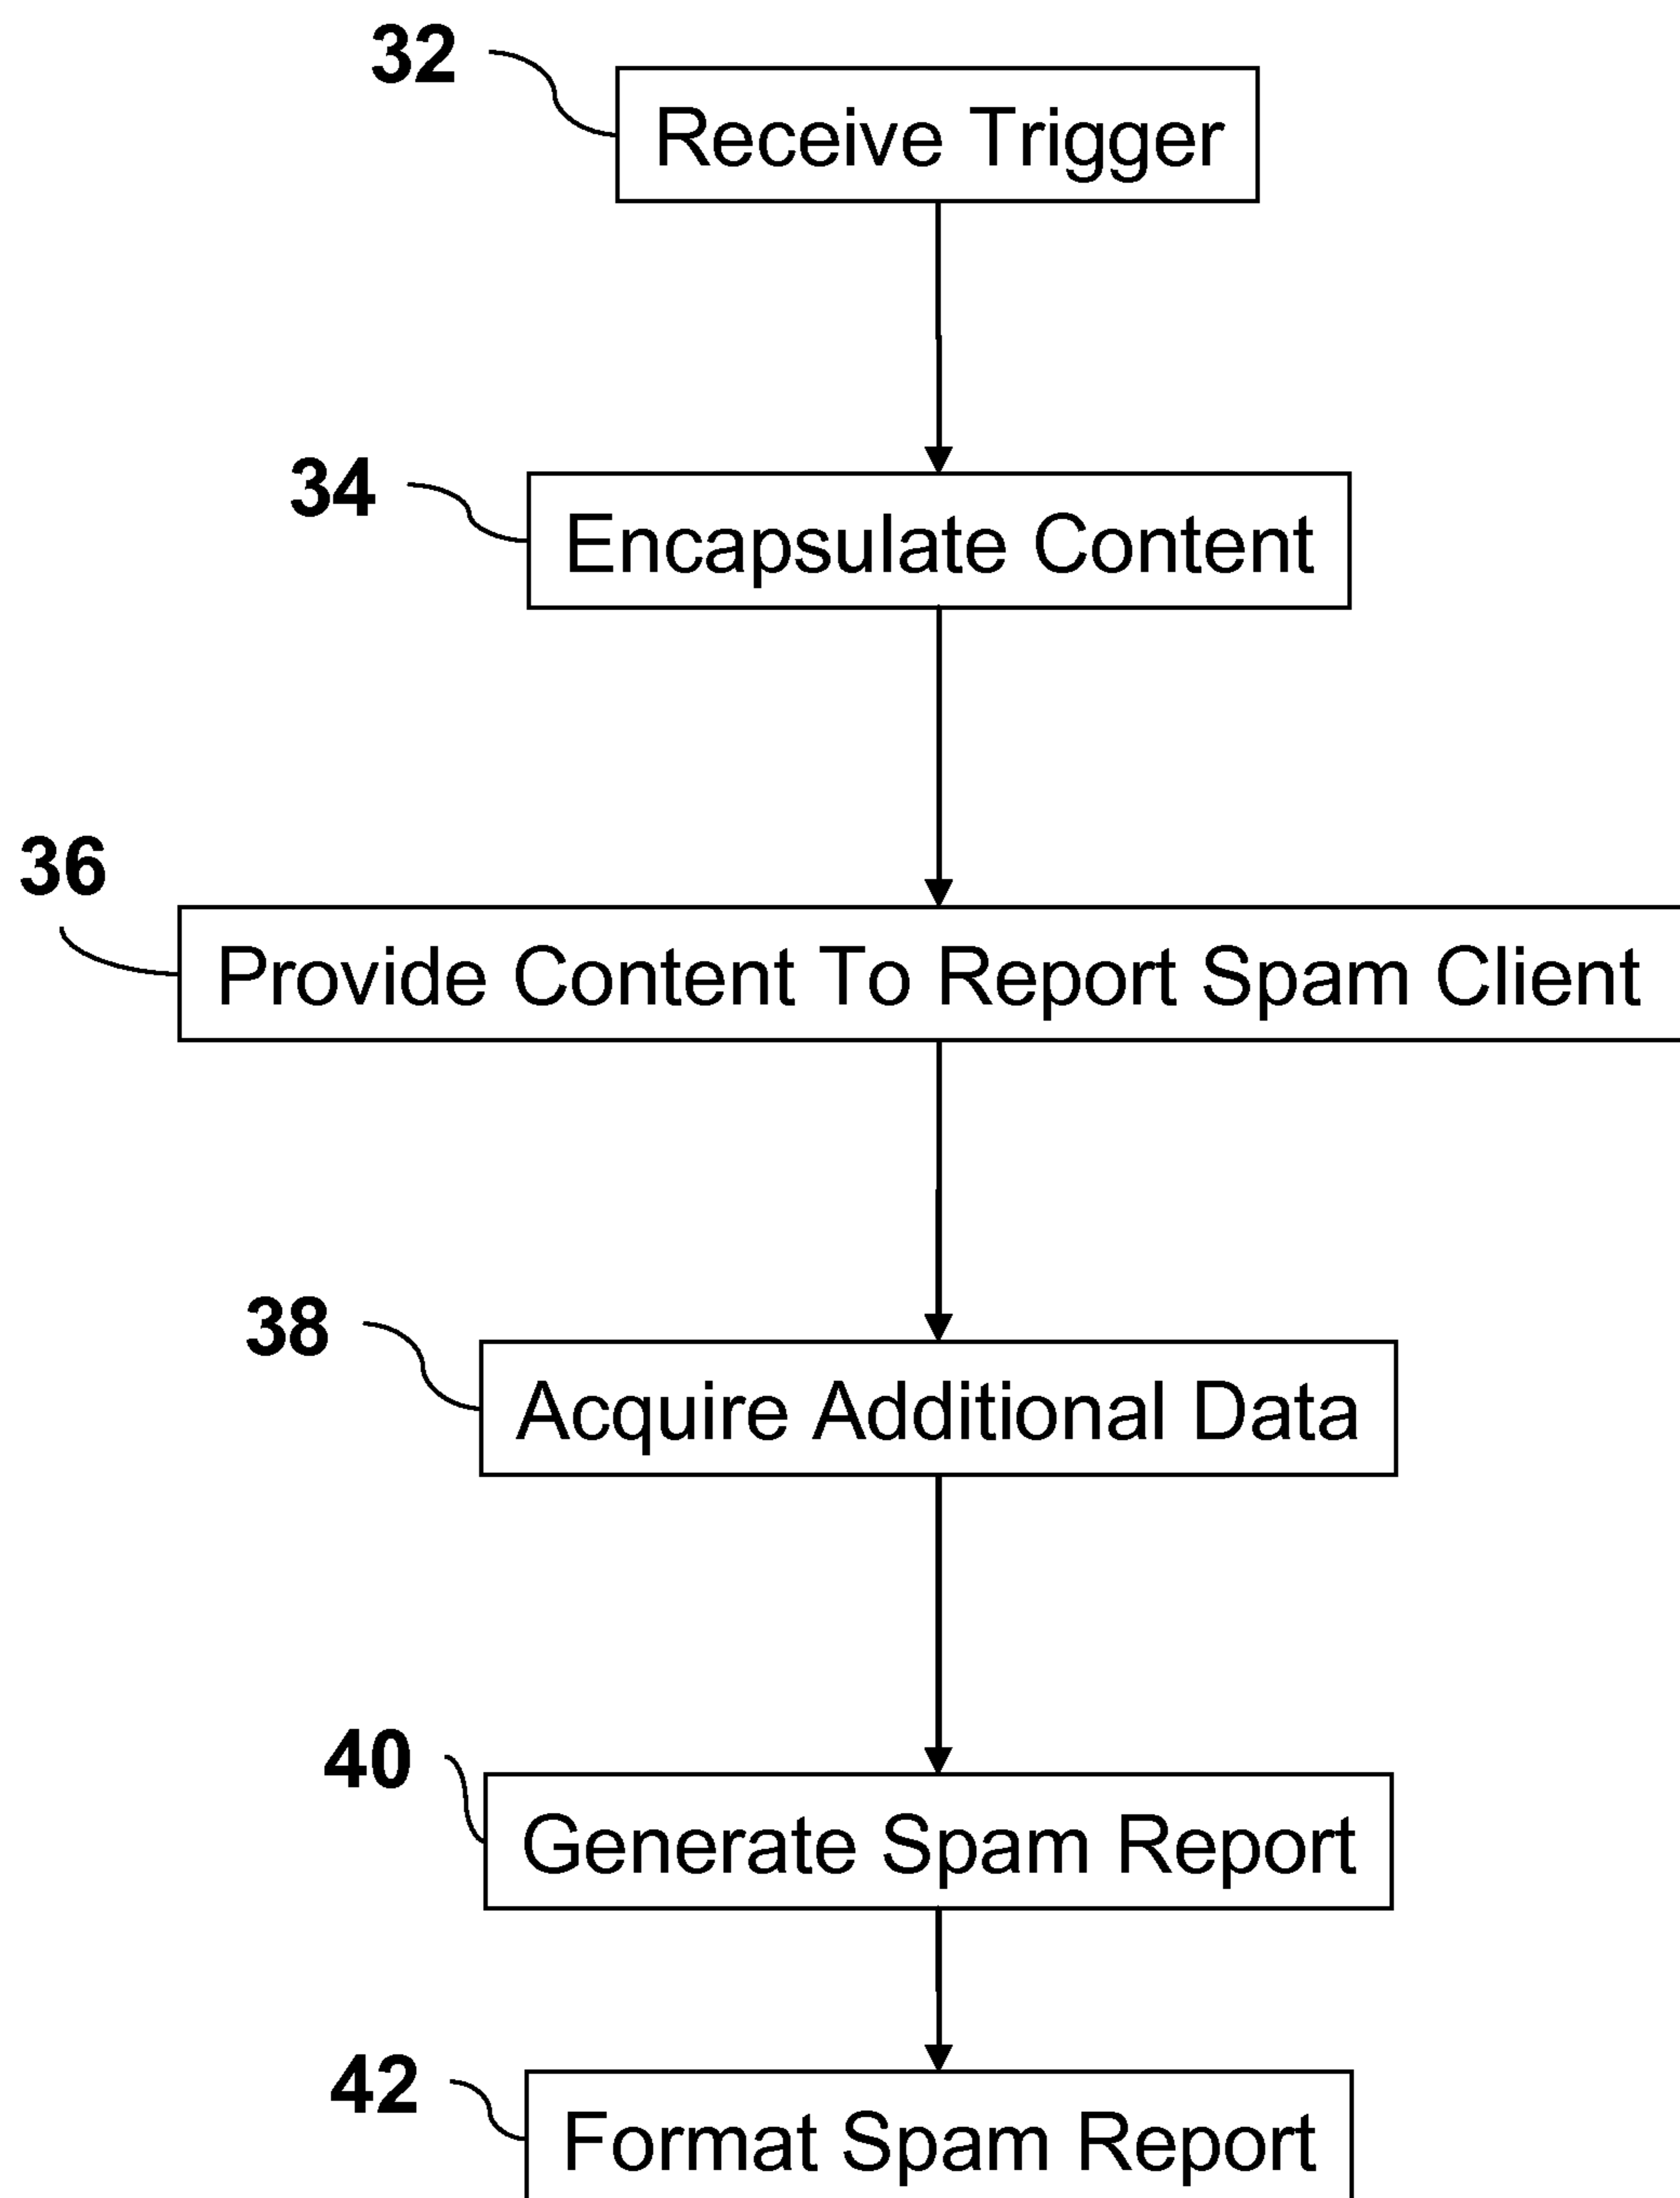 32
Receive Trigger
34
Encapsulate Content
36
Provide Content To Report Spam Client
38
Acquire Additional Data
40
Generate Spam Report
42
Format Spam Report